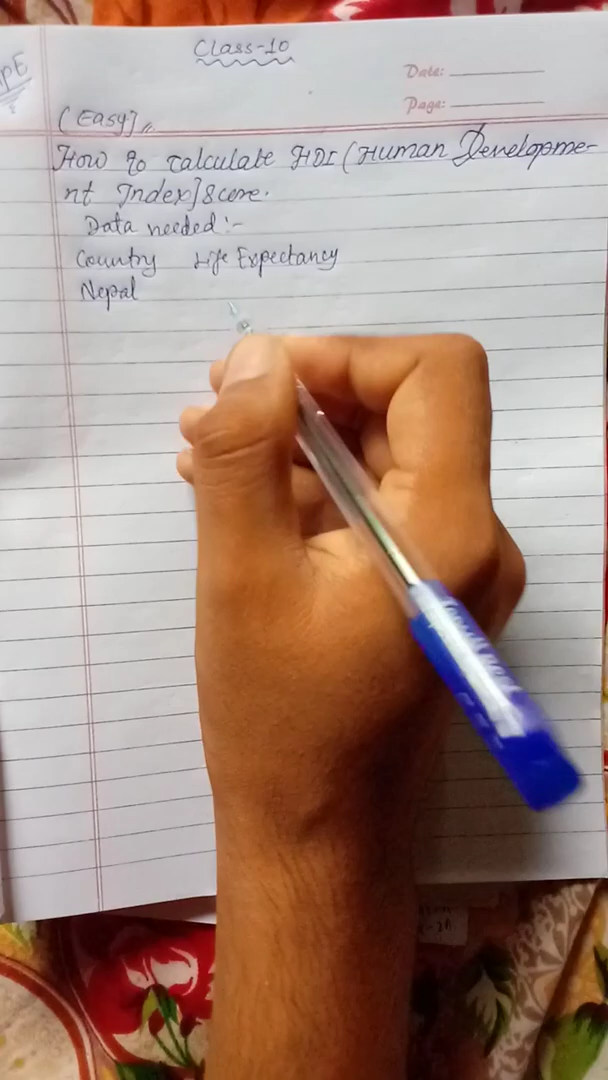 Class-10
Date:
Page:
(Easy]
How to calculate HDI (Human Developme-
nt Index] Score.
Data needed :-
Country Life Expectancy
Nepal